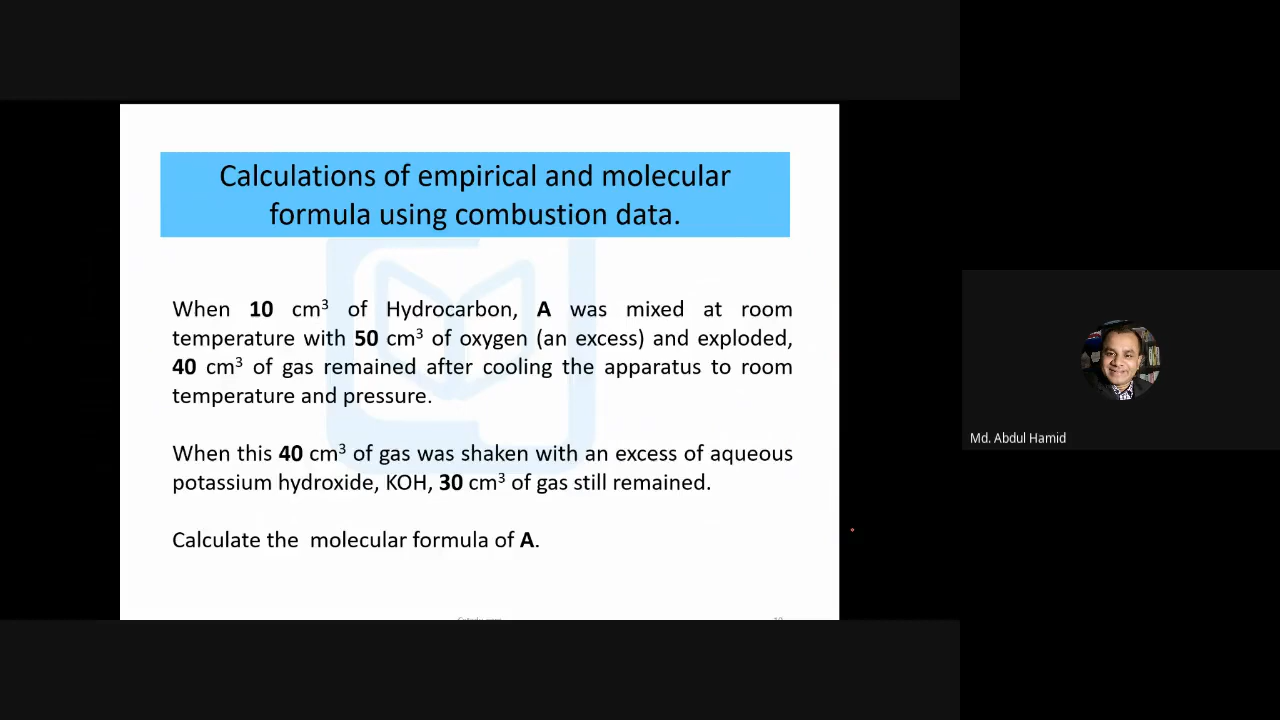 Calculations of empirical and molecular
formula using combustion data.
When 10 cm³ of Hydrocarbon, A was mixed at room
temperature with 50 cm³ of oxygen (an excess) and exploded,
40 cm³ of gas remained after cooling the apparatus to room
temperature and pressure.
When this 40 cm³ of gas was shaken with an excess of aqueous
potassium hydroxide, KOH, 30 cm³ of gas still remained.
Calculate the  molecular formula of A.
Md. Abdul Hamid